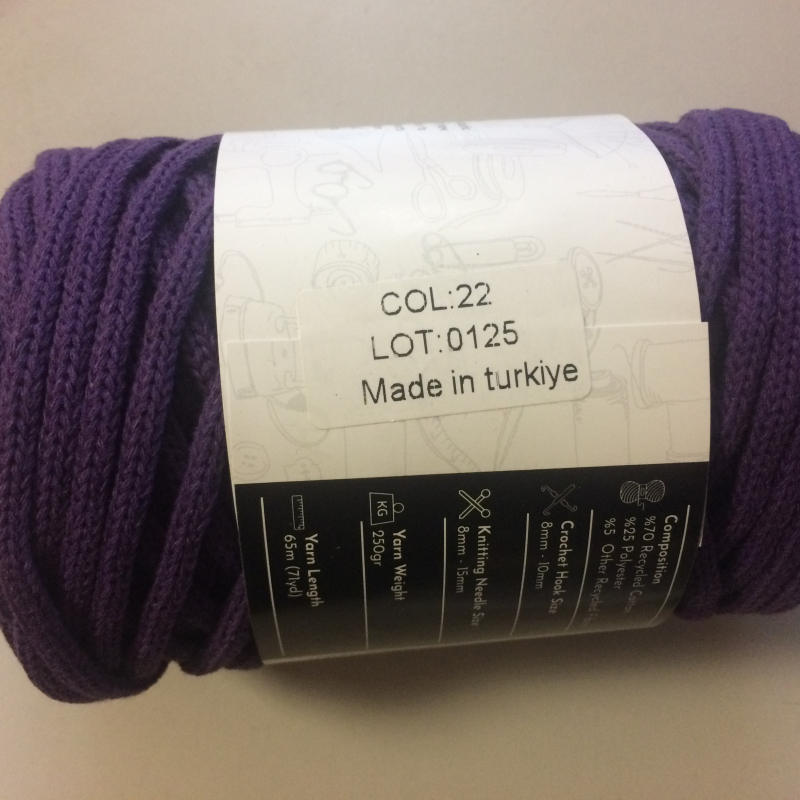 COL:22
LOT:0125
Made in turkiye
Composition
%70 Recycled
%25 Polyester
%5 Other Recycled
Crochet Hook Size
8mm - 10mm
Knitting Needle Size
8mm - 15mm
KG
Yarn Weight
250gr
Yarn Length
65m (71yd)